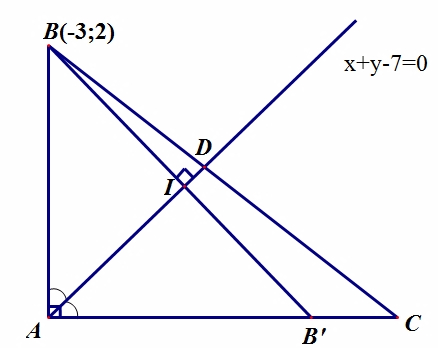 B(-3;2)
x+y-7=0
D
I
A
B'
C